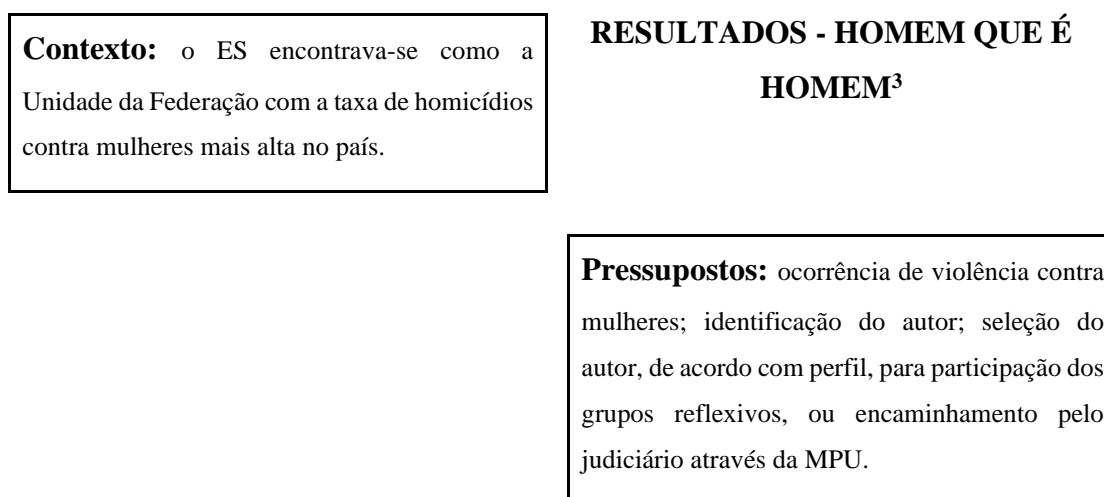 Contexto: o ES encontrava-se como a
Unidade da Federação com a taxa de homicídios
contra mulheres mais alta no país.
RESULTADOS - HOMEM QUE É
HOMEM³
Pressupostos: ocorrência de violência contra
mulheres; identificação do autor; seleção do
autor, de acordo com perfil, para participação dos
grupos reflexivos, ou encaminhamento pelo
judiciário através da MPU.